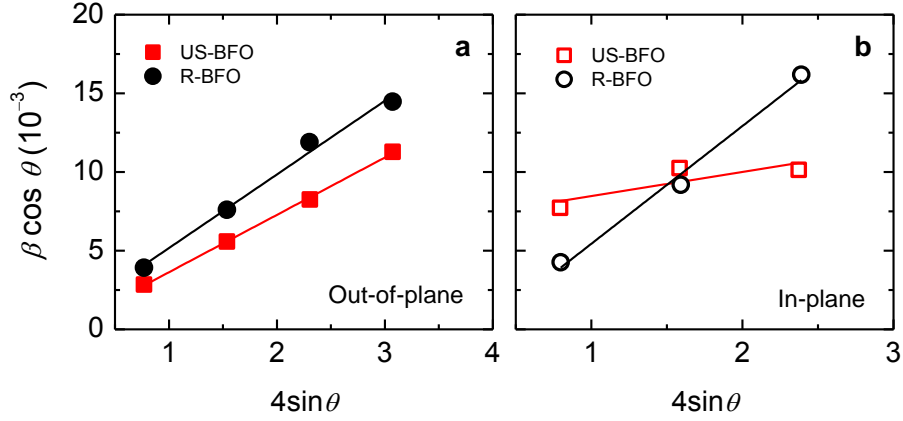 20
15
10
5
0
β cos θ (10⁻³)
US-BFO
R-BFO
a
Out-of-plane
1 2 3 4
4sinθ
US-BFO
R-BFO
b
In-plane
1 2 3
4sinθ